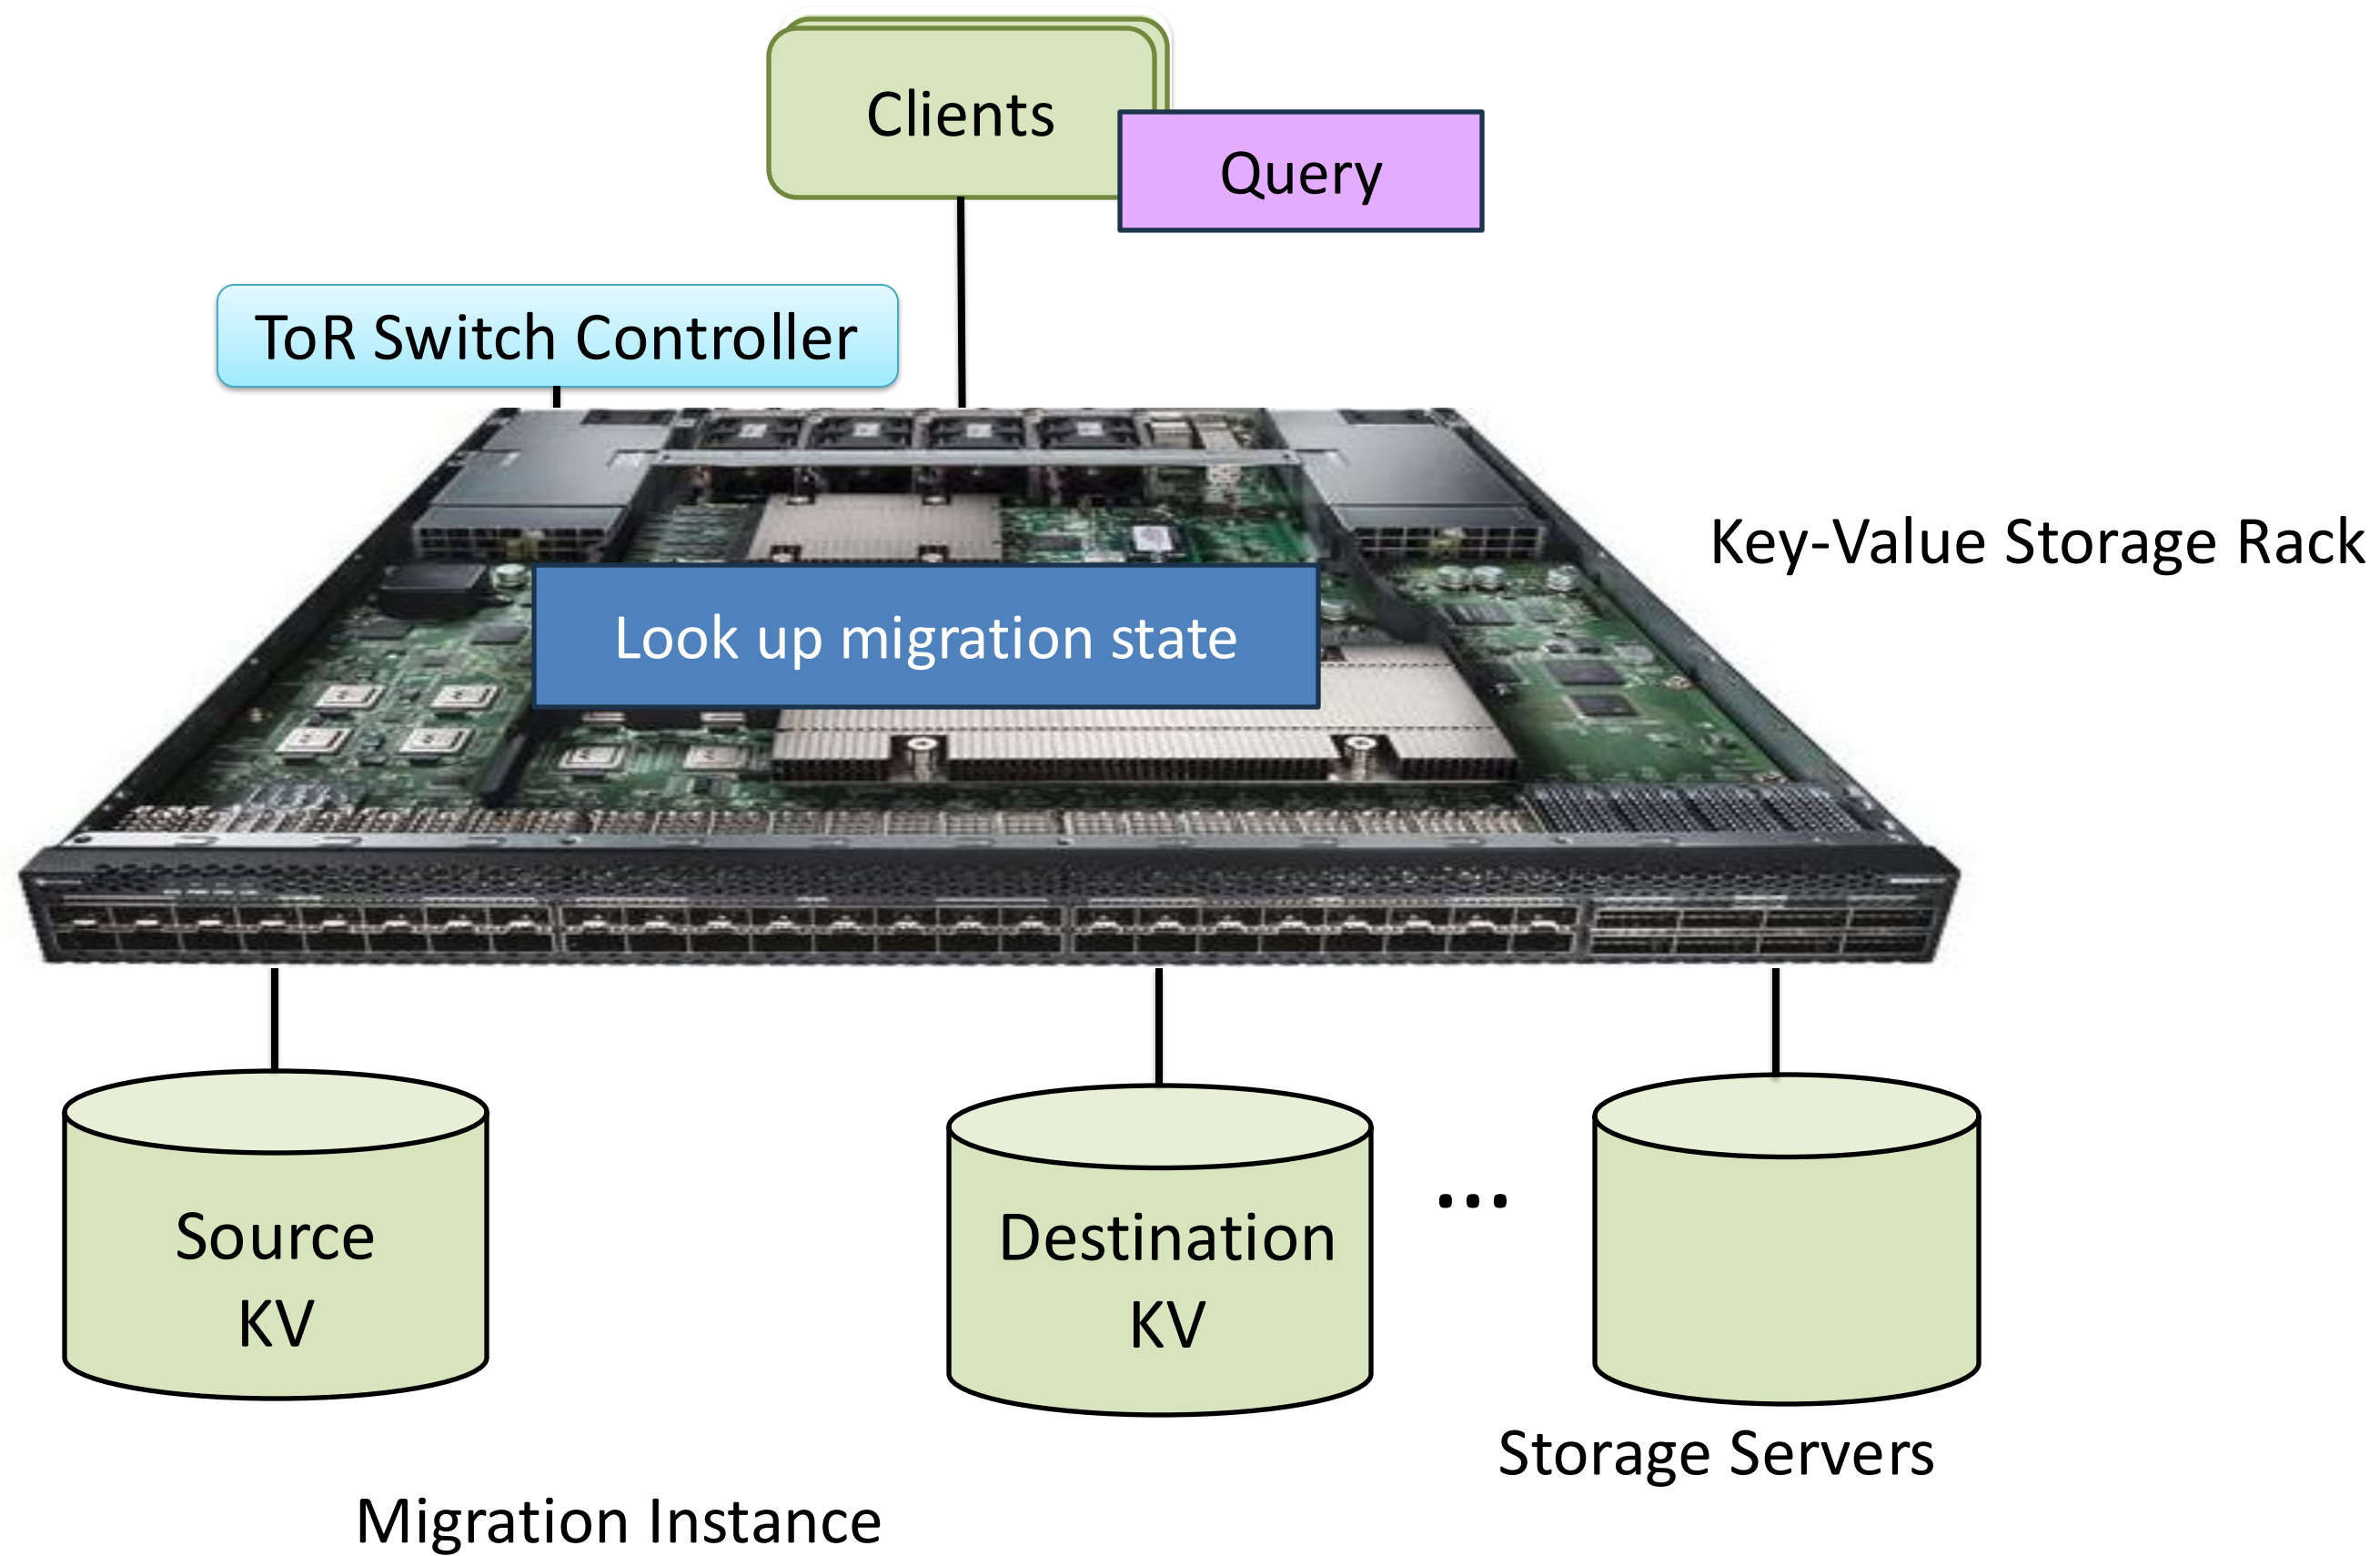 Clients
Query
ToR Switch Controller
Key-Value Storage Rack
Look up migration state
Source
KV
Destination
KV
...
Storage Servers
Migration Instance